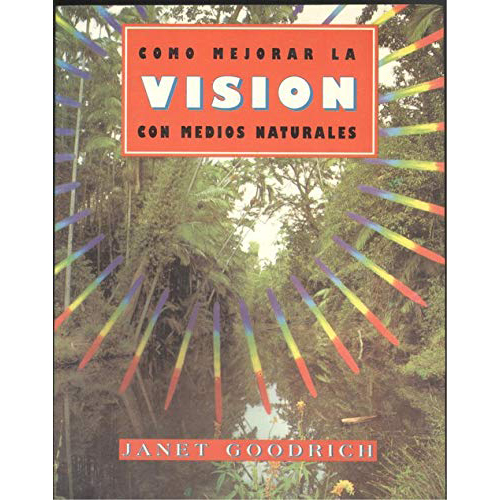 COMO MEJORAR LA
VISION
CON MEDIOS NATURALES
JANET GOODRICH